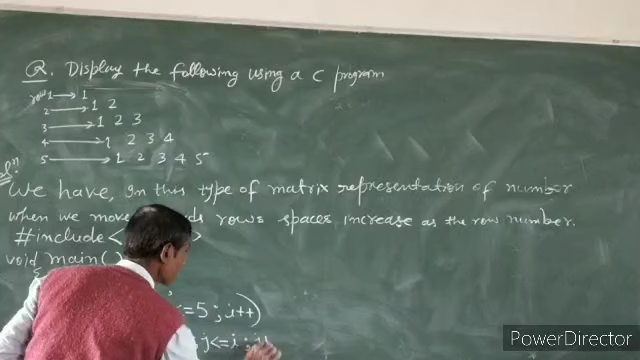 Q. Display the following using a C program
row 1 → 1
2 → 1 2
3 → 1 2 3
4 → 1 2 3 4
5 → 1 2 3 4 5
Solⁿ
We have, In this type of matrix representation of number
when we move rows spaces increase as the row number.
#include < >
void main()
<=5; i++)
j<=i; j
PowerDirector